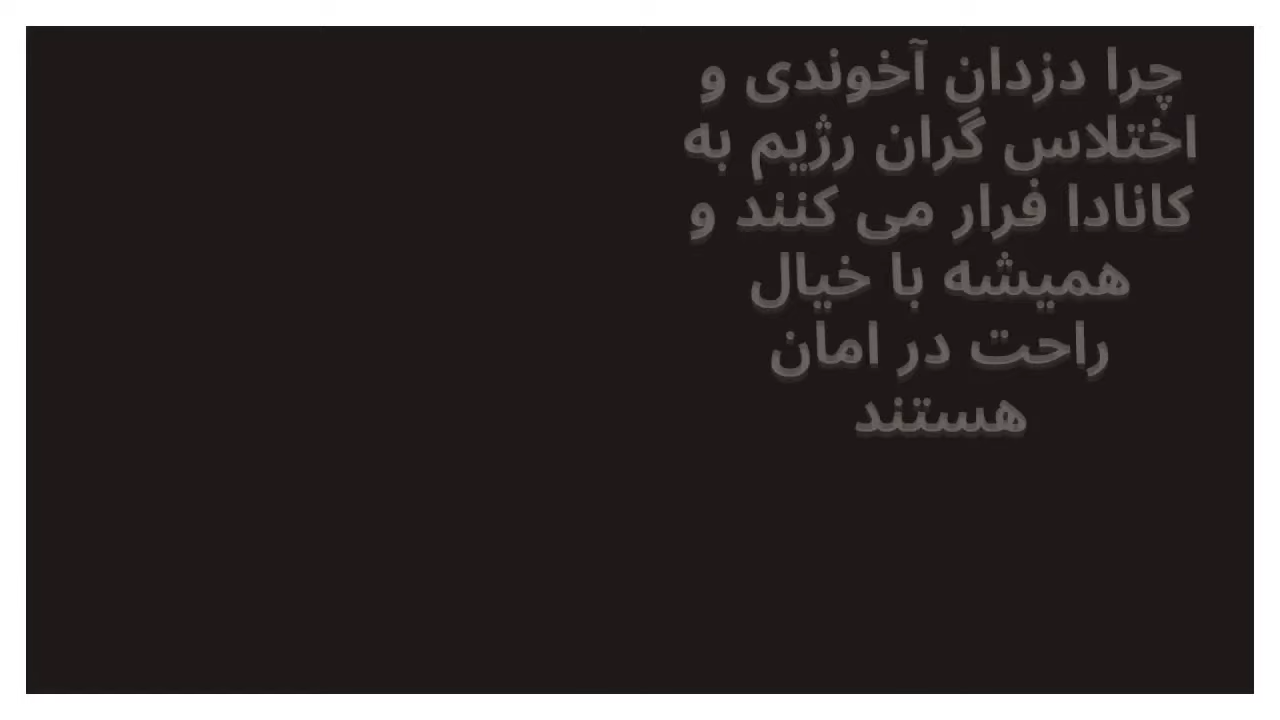 چرا دزدان آخوندی و
اختلاس گران رژیم به
کانادا فرار می کنند و
همیشه با خیال
راحت در امان
هستند